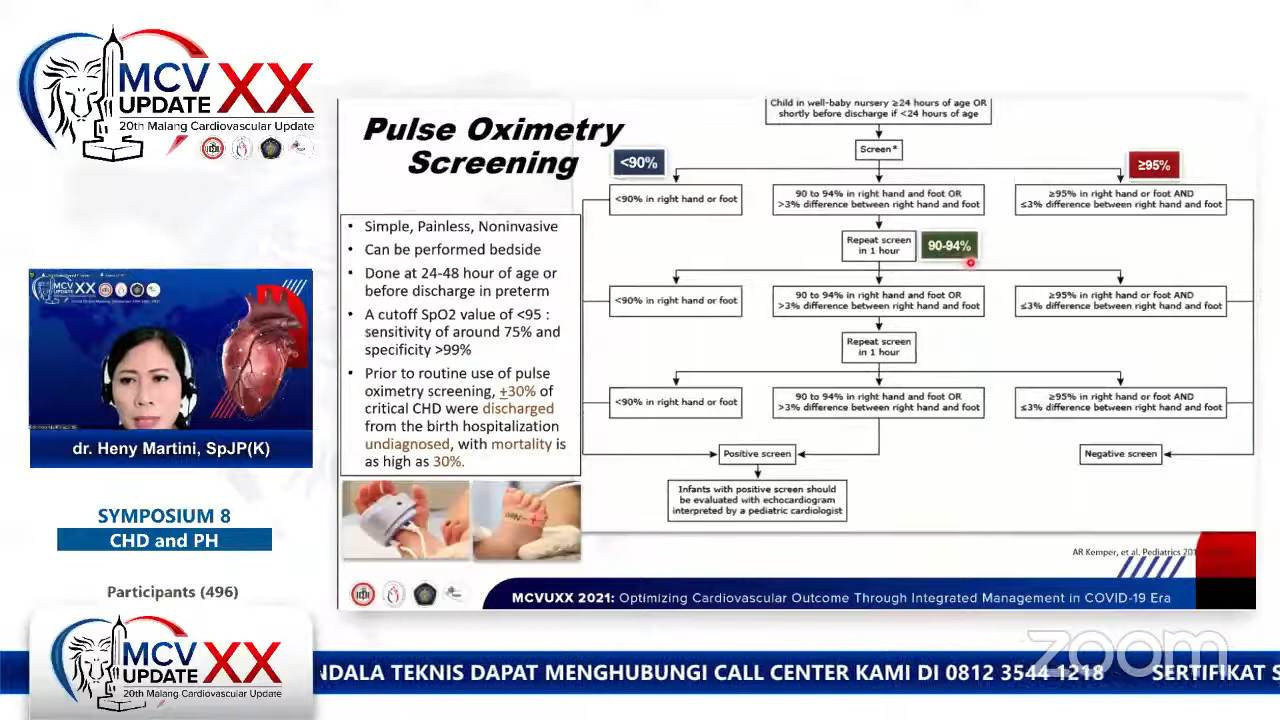 MCV XX
UPDATE
20th Malang Cardiovascular Update
dr. Heny Martini, SpJP(K)
SYMPOSIUM 8
CHD and PH
Participants (496)
MCV XX
UPDATE
20th Malang Cardiovascular Update
Pulse Oximetry
Screening
• Simple, Painless, Noninvasive
• Can be performed bedside
• Done at 24-48 hour of age or
before discharge in preterm
• A cutoff SpO2 value of <95 :
sensitivity of around 75% and
specificity >99%
• Prior to routine use of pulse
oximetry screening, ±30% of
critical CHD were discharged
from the birth hospitalization
undiagnosed, with mortality is
as high as 30%.
Child in well-baby nursery ≥24 hours of age OR
shortly before discharge if <24 hours of age
Screen*
<90%
≥95%
<90% in right hand or foot
90 to 94% in right hand and foot OR
>3% difference between right hand and foot
≥95% in right hand or foot AND
≤3% difference between right hand and foot
Repeat screen
in 1 hour
90-94%
<90% in right hand or foot
90 to 94% in right hand and foot OR
>3% difference between right hand and foot
≥95% in right hand or foot AND
≤3% difference between right hand and foot
Repeat screen
in 1 hour
<90% in right hand or foot
90 to 94% in right hand and foot OR
>3% difference between right hand and foot
≥95% in right hand or foot AND
≤3% difference between right hand and foot
Positive screen
Negative screen
Infants with positive screen should
be evaluated with echocardiogram
interpreted by a pediatric cardiologist
AR Kemper, et al. Pediatrics
MCVUXX 2021: Optimizing Cardiovascular Outcome Through Integrated Management in COVID-19 Era
zoom
NDALA TEKNIS DAPAT MENGHUBUNGI CALL CENTER KAMI DI 0812 3544 1218 SERTIFIKAT S